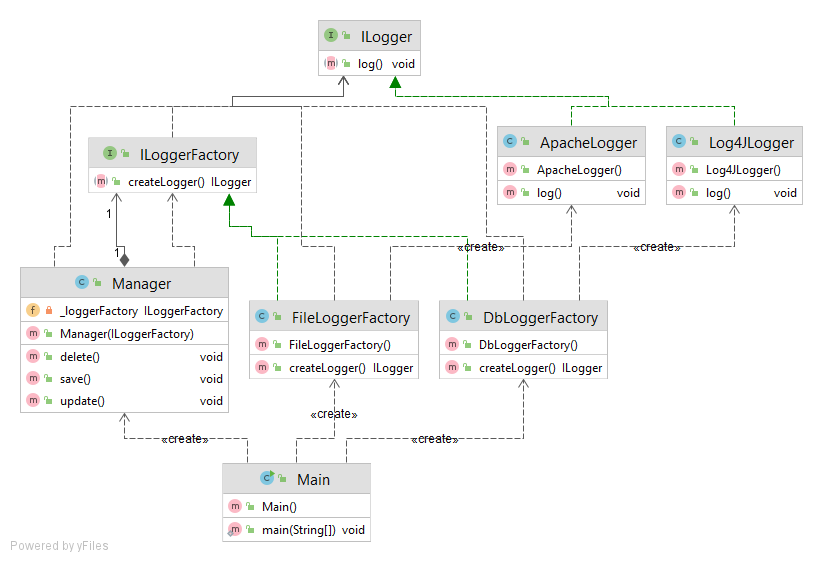 ILogger
log() void
ILoggerFactory
createLogger() ILogger
ApacheLogger
ApacheLogger()
log() void
Log4JLogger
Log4JLogger()
log() void
1
1
«create»
«create»
Manager
_loggerFactory ILoggerFactory
Manager(ILoggerFactory)
delete() void
save() void
update() void
FileLoggerFactory
FileLoggerFactory()
createLogger() ILogger
DbLoggerFactory
DbLoggerFactory()
createLogger() ILogger
«create»
«create»
«create»
Main
Main()
main(String[]) void
Powered by yFiles